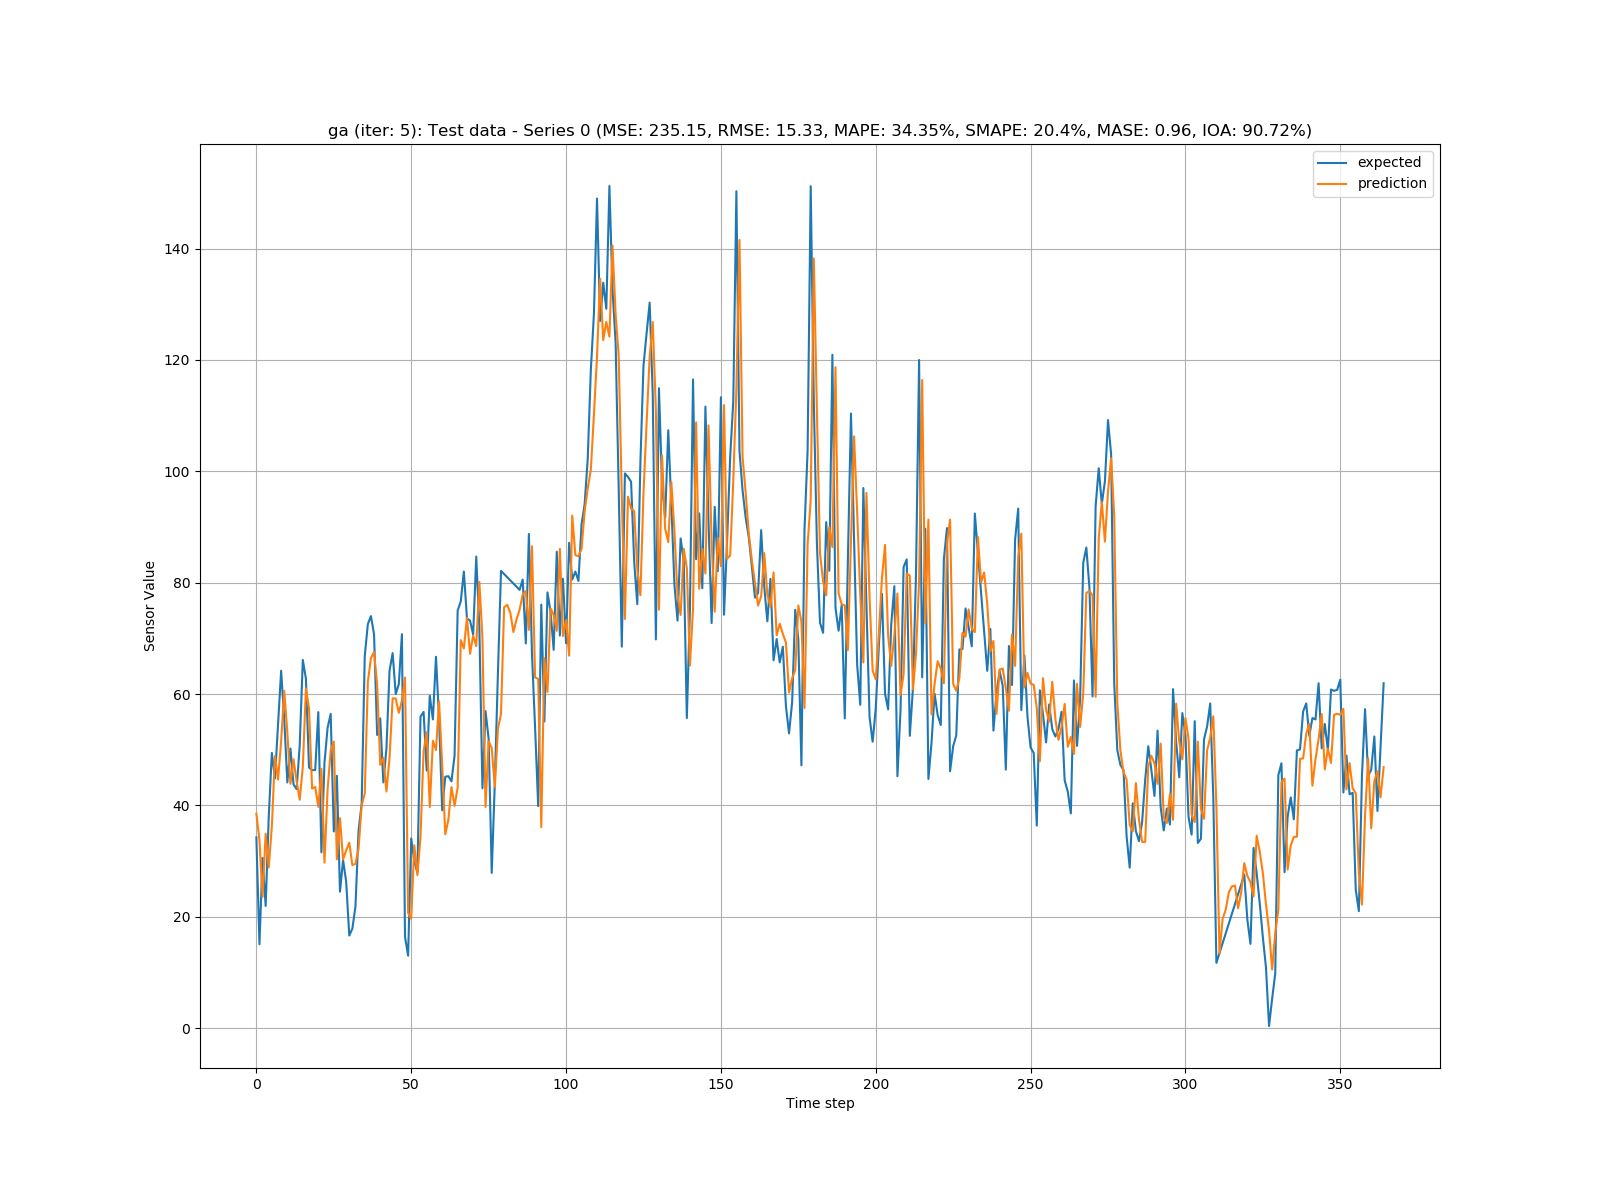 ga (iter: 5): Test data - Series 0 (MSE: 235.15, RMSE: 15.33, MAPE: 34.35%, SMAPE: 20.4%, MASE: 0.96, IOA: 90.72%)
expected
prediction
140
120
100
80
60
40
20
0
Sensor Value
0 50 100 150 200 250 300 350
Time step